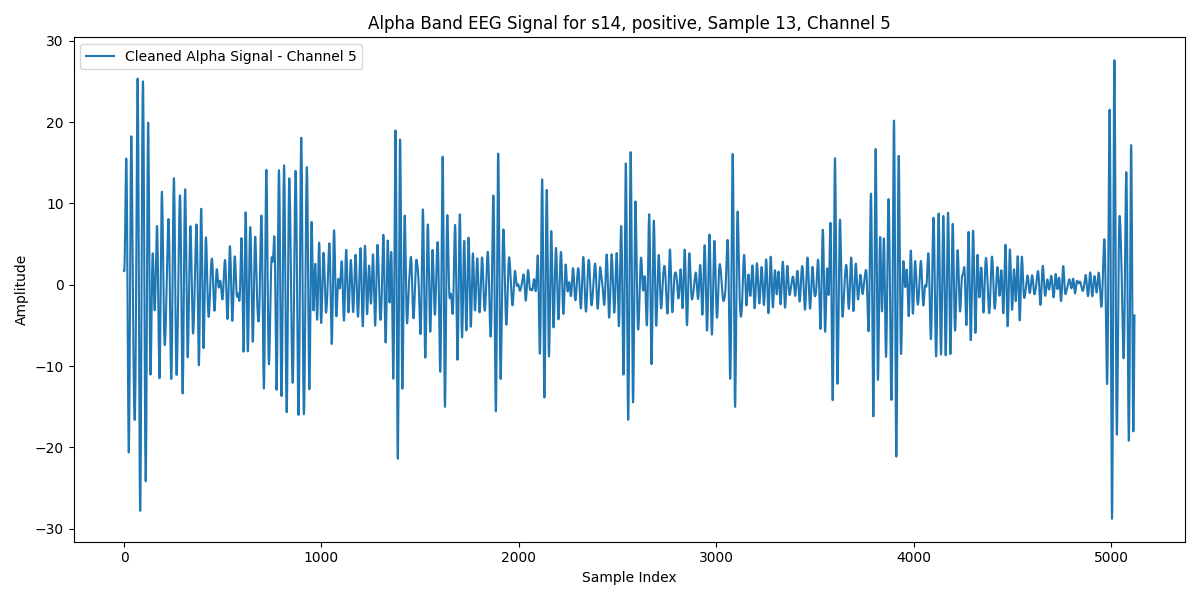 Alpha Band EEG Signal for s14, positive, Sample 13, Channel 5
Cleaned Alpha Signal - Channel 5
30
20
10
0
−10
−20
−30
Amplitude
0 1000 2000 3000 4000 5000
Sample Index